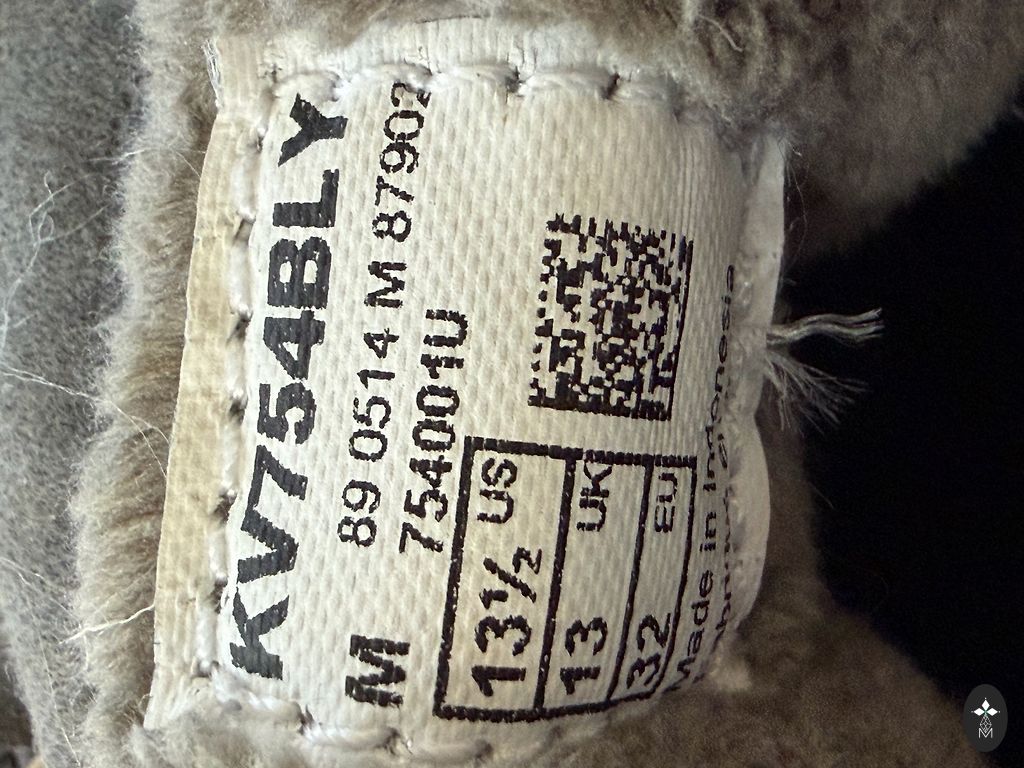 KV754BLY
89 0514 M 87902
M 754001U
13½ US
13 UK
32 EU
Made in Indonesia
M